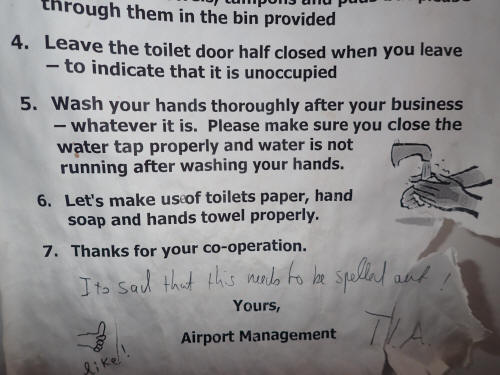 through them in the bin provided
4. Leave the toilet door half closed when you leave
– to indicate that it is unoccupied
5. Wash your hands thoroughly after your business
– whatever it is. Please make sure you close the
water tap properly and water is not
running after washing your hands.
6. Let's make use of toilets paper, hand
soap and hands towel properly.
7. Thanks for your co-operation.
Its sad that this needs to be spelled out!
Yours,
Airport Management
T.I.A.
like!